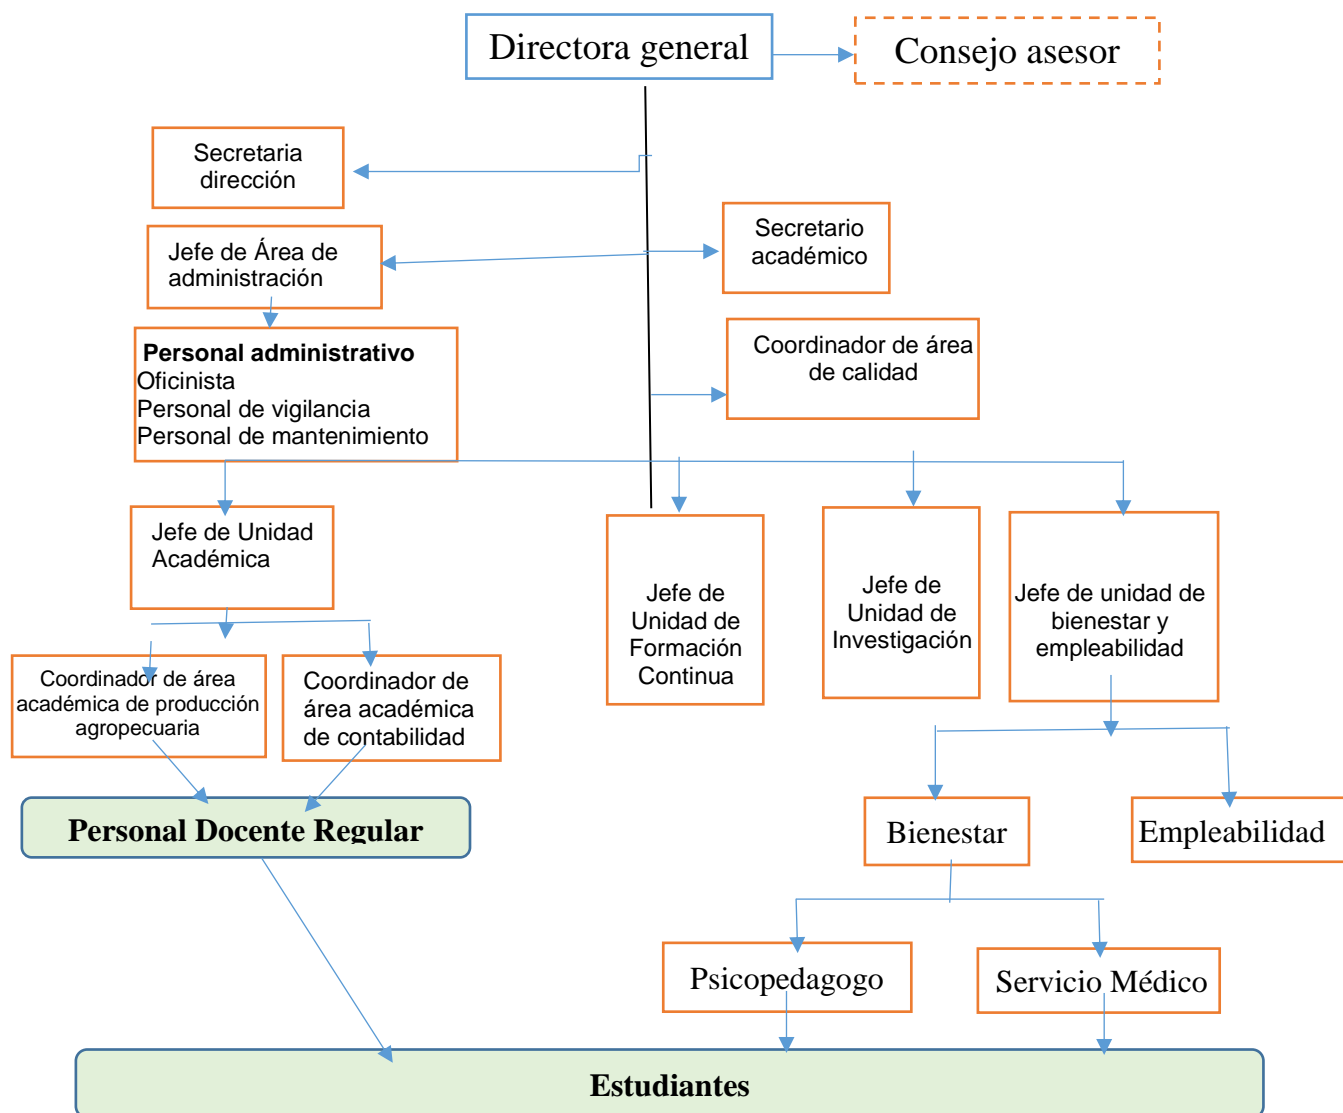 Directora general
Consejo asesor
Secretaria
dirección
Secretario
académico
Jefe de Área de
administración
Coordinador de área
de calidad
Personal administrativo
Oficinista
Personal de vigilancia
Personal de mantenimiento
Jefe de Unidad
Académica
Jefe de
Unidad de
Formación
Continua
Jefe de
Unidad de
Investigación
Jefe de unidad de
bienestar y
empleabilidad
Coordinador de área
académica de producción
agropecuaria
Coordinador de
área académica
de contabilidad
Personal Docente Regular
Bienestar
Empleabilidad
Psicopedagogo
Servicio Médico
Estudiantes